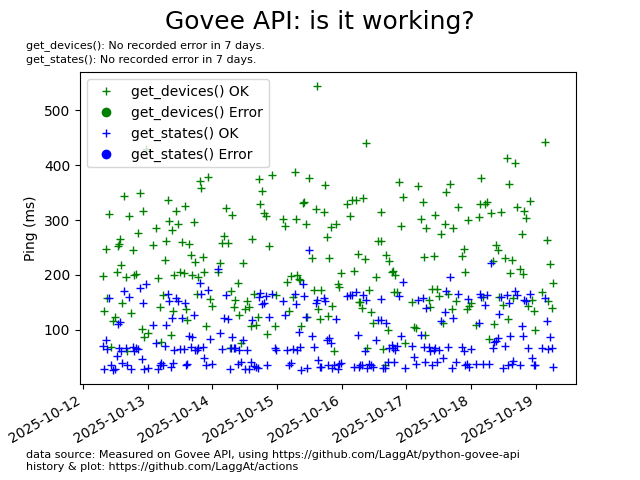 Govee API: is it working?
get_devices(): No recorded error in 7 days.
get_states(): No recorded error in 7 days.
get_devices() OK
get_devices() Error
get_states() OK
get_states() Error
Ping (ms)
500
400
300
200
100
2025-10-12
2025-10-13
2025-10-14
2025-10-15
2025-10-16
2025-10-17
2025-10-18
2025-10-19
data source: Measured on Govee API, using https://github.com/LaggAt/python-govee-api
history & plot: https://github.com/LaggAt/actions